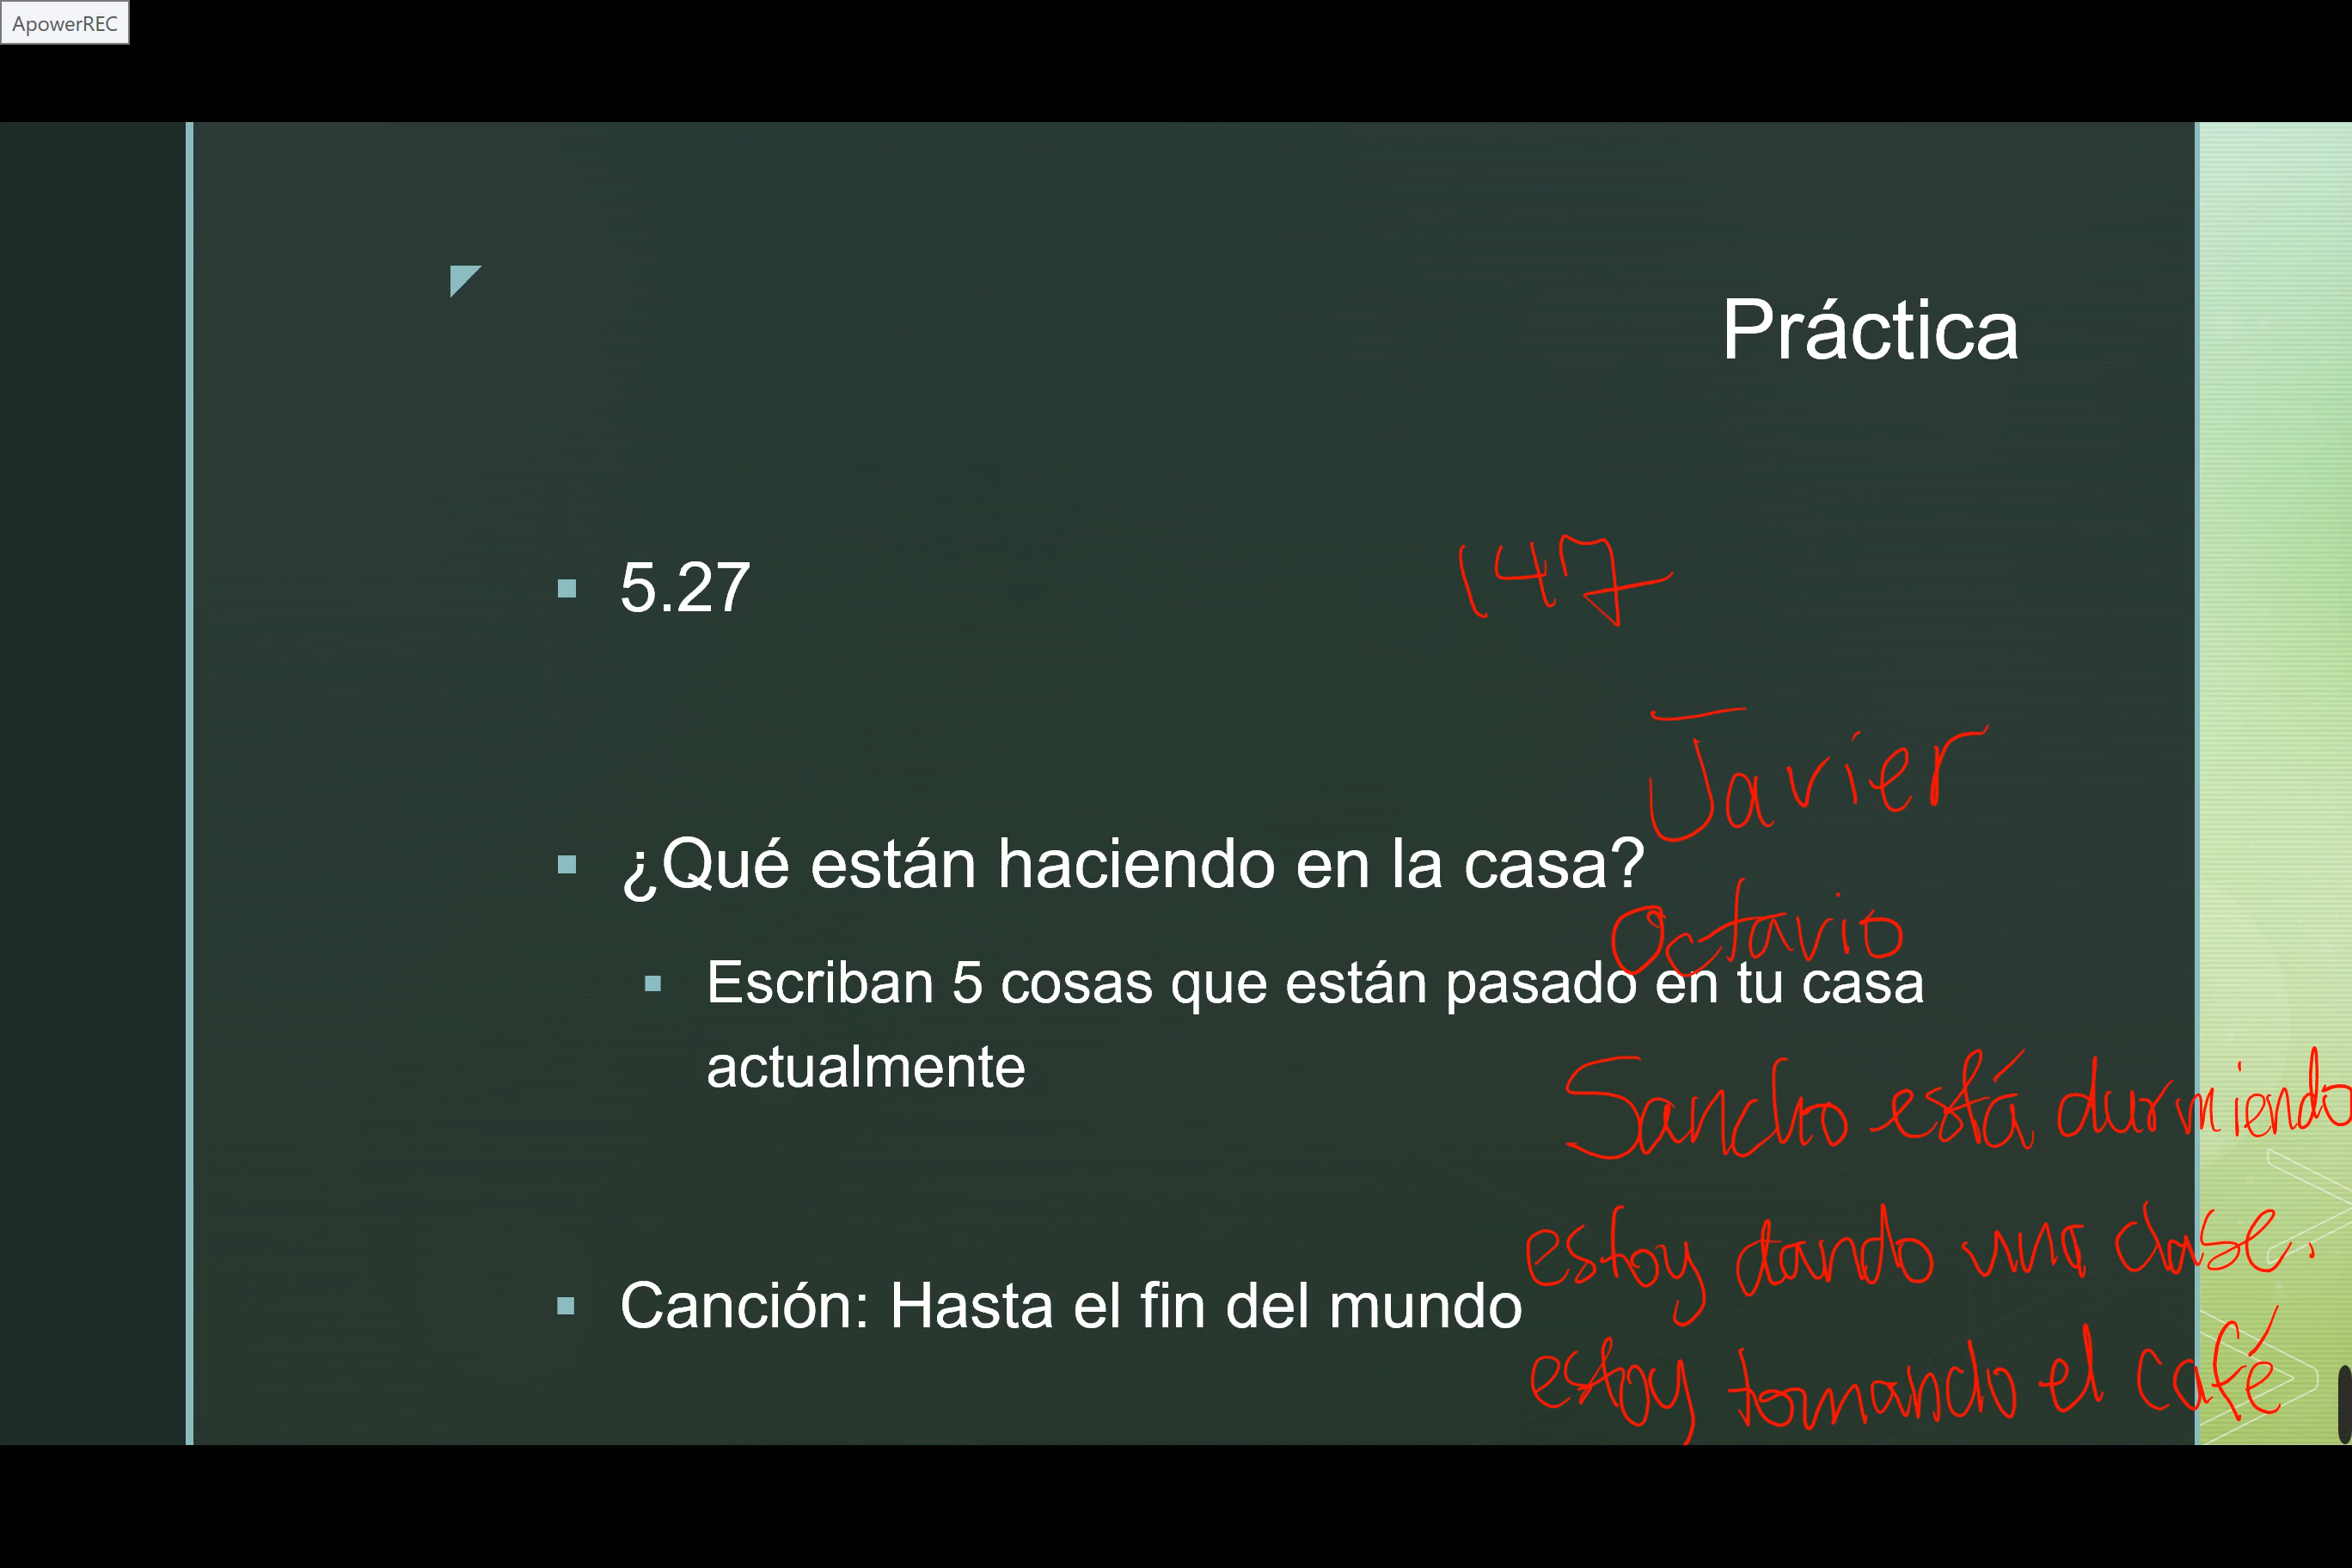 ApowerREC
Práctica
5.27
147
Javier
¿Qué están haciendo en la casa?
Octavio
Escriban 5 cosas que están pasado en tu casa
actualmente
Sancho está durmiendo
estoy dando una clase.
Canción: Hasta el fin del mundo
estoy tomando el café